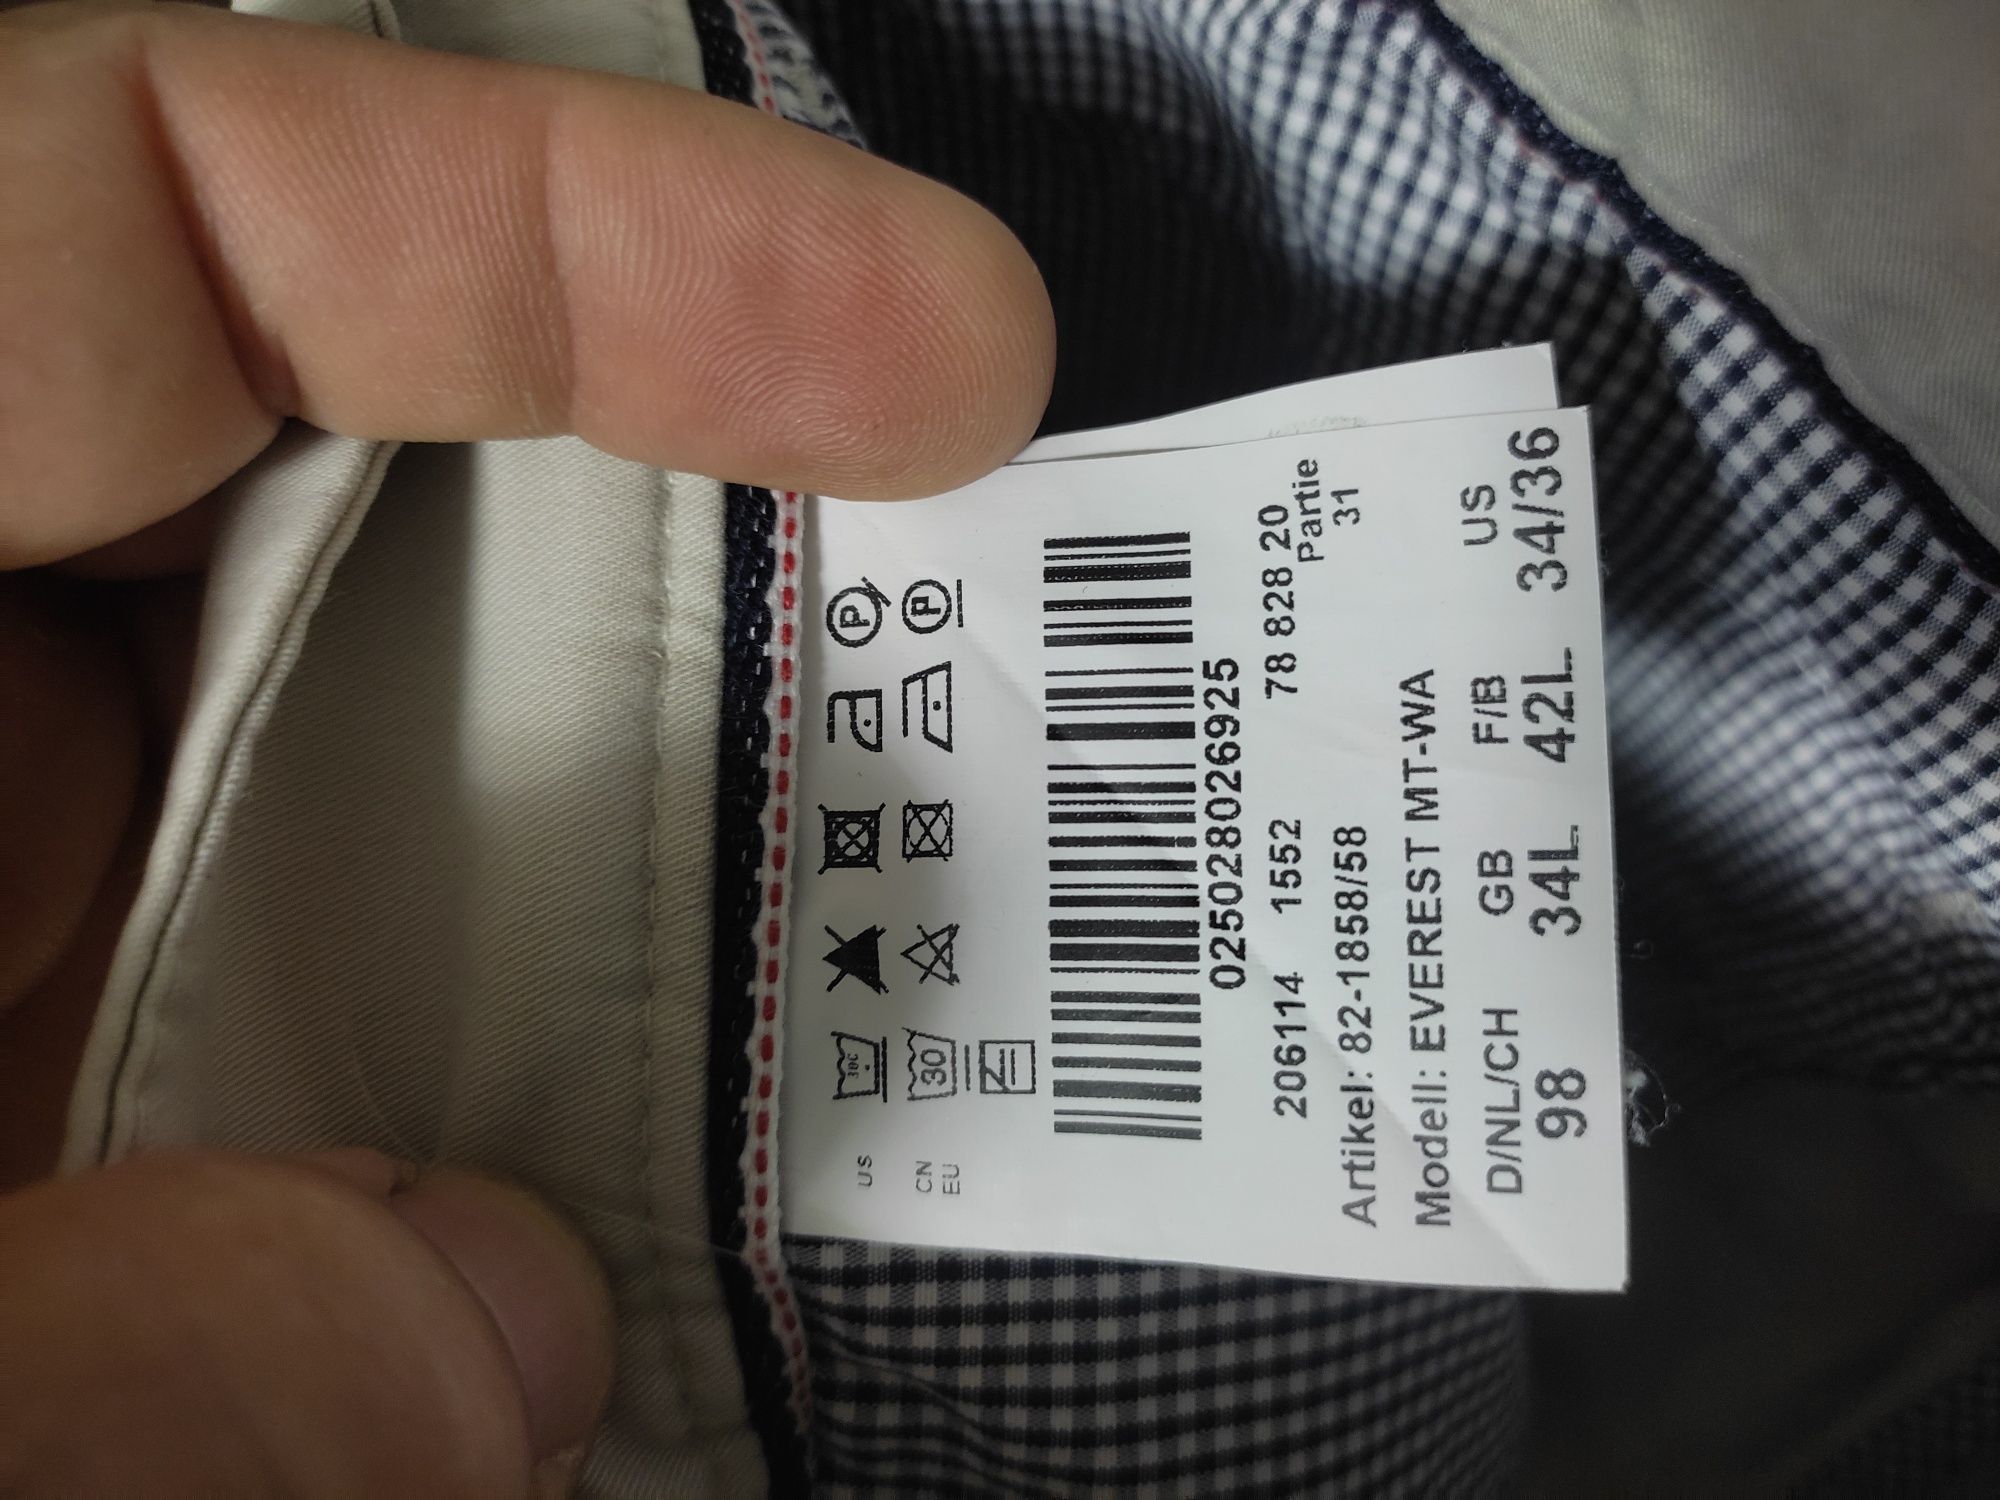 US 30C P
CN EU 30 P
0250280026925
206114 1552 78 828 20
Partie
31
Artikel: 82-1858/58
Modell: EVEREST MT-WA
D/NL/CH GB F/B US
98 34L 42L 34/36